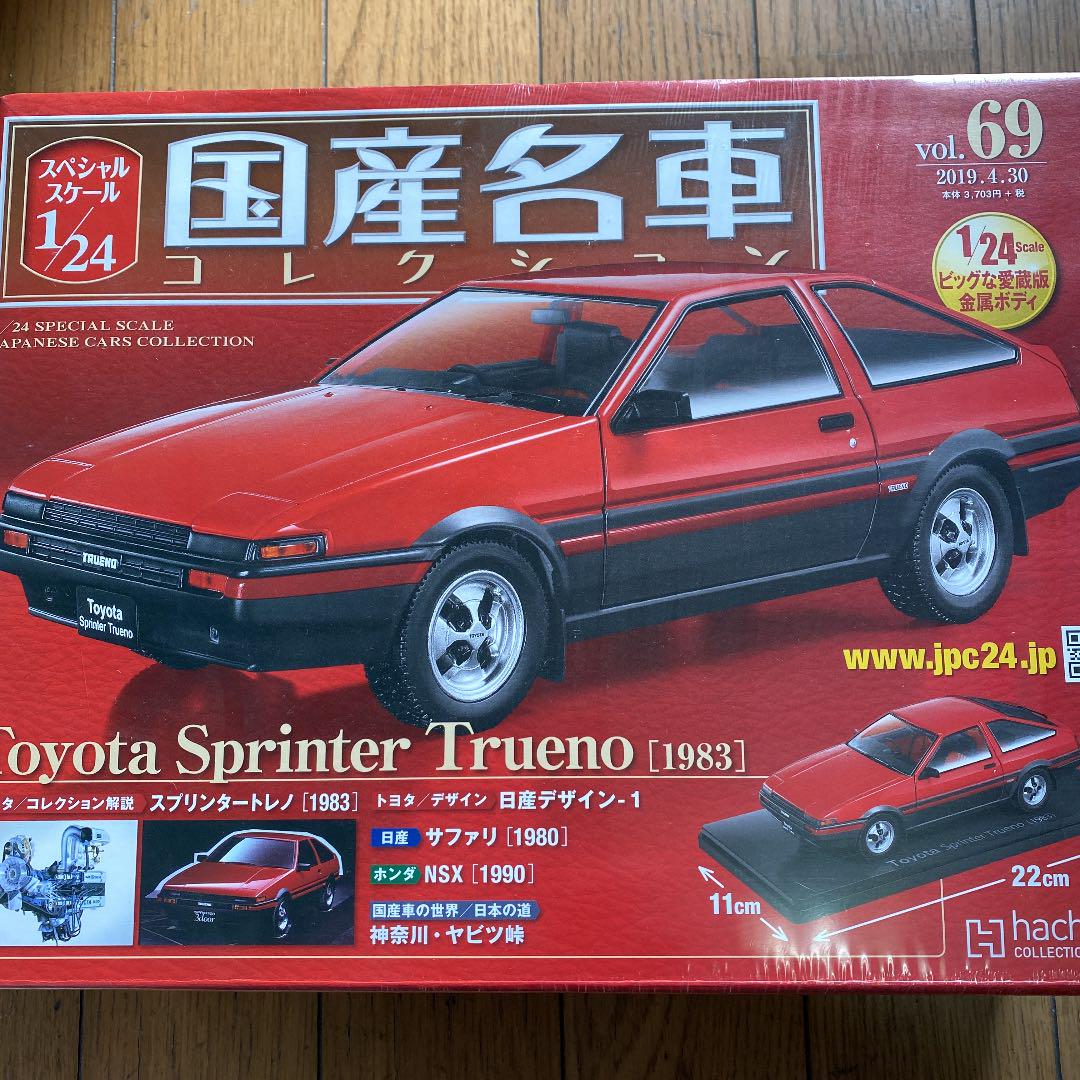 スペシャル
スケール
1/24
国産名車
コレクション
vol.69
2019.4.30
本体 3,703円+税
1/24 Scale
ビッグな愛蔵版
金属ボディ
/24 SPECIAL SCALE
APANESE CARS COLLECTION
TRUENO
TRUENO
Toyota
Sprinter Trueno
www.jpc24.jp
Toyota Sprinter Trueno [1983]
タ/コレクション解説 スプリンタートレノ [1983] トヨタ/デザイン 日産デザイン-1
日産 サファリ [1980]
ホンダ NSX [1990]
国産車の世界/日本の道
神奈川・ヤビツ峠
3door
Toyota Sprinter Trueno (1983)
11cm
22cm
hach
COLLECTIO